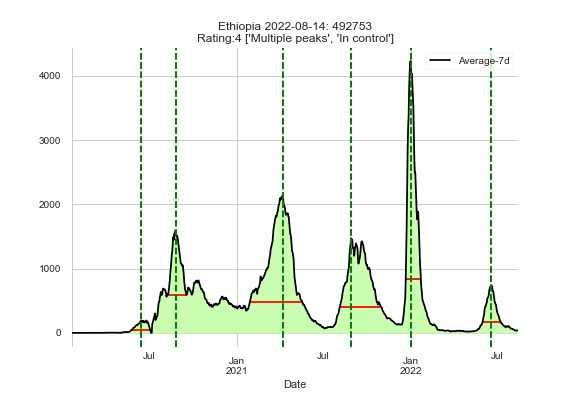 Ethiopia 2022-08-14: 492753
Rating:4 ['Multiple peaks', 'In control']
Average-7d
4000
3000
2000
1000
0
Jul
Jan
2021
Jul
Jan
2022
Jul
Date